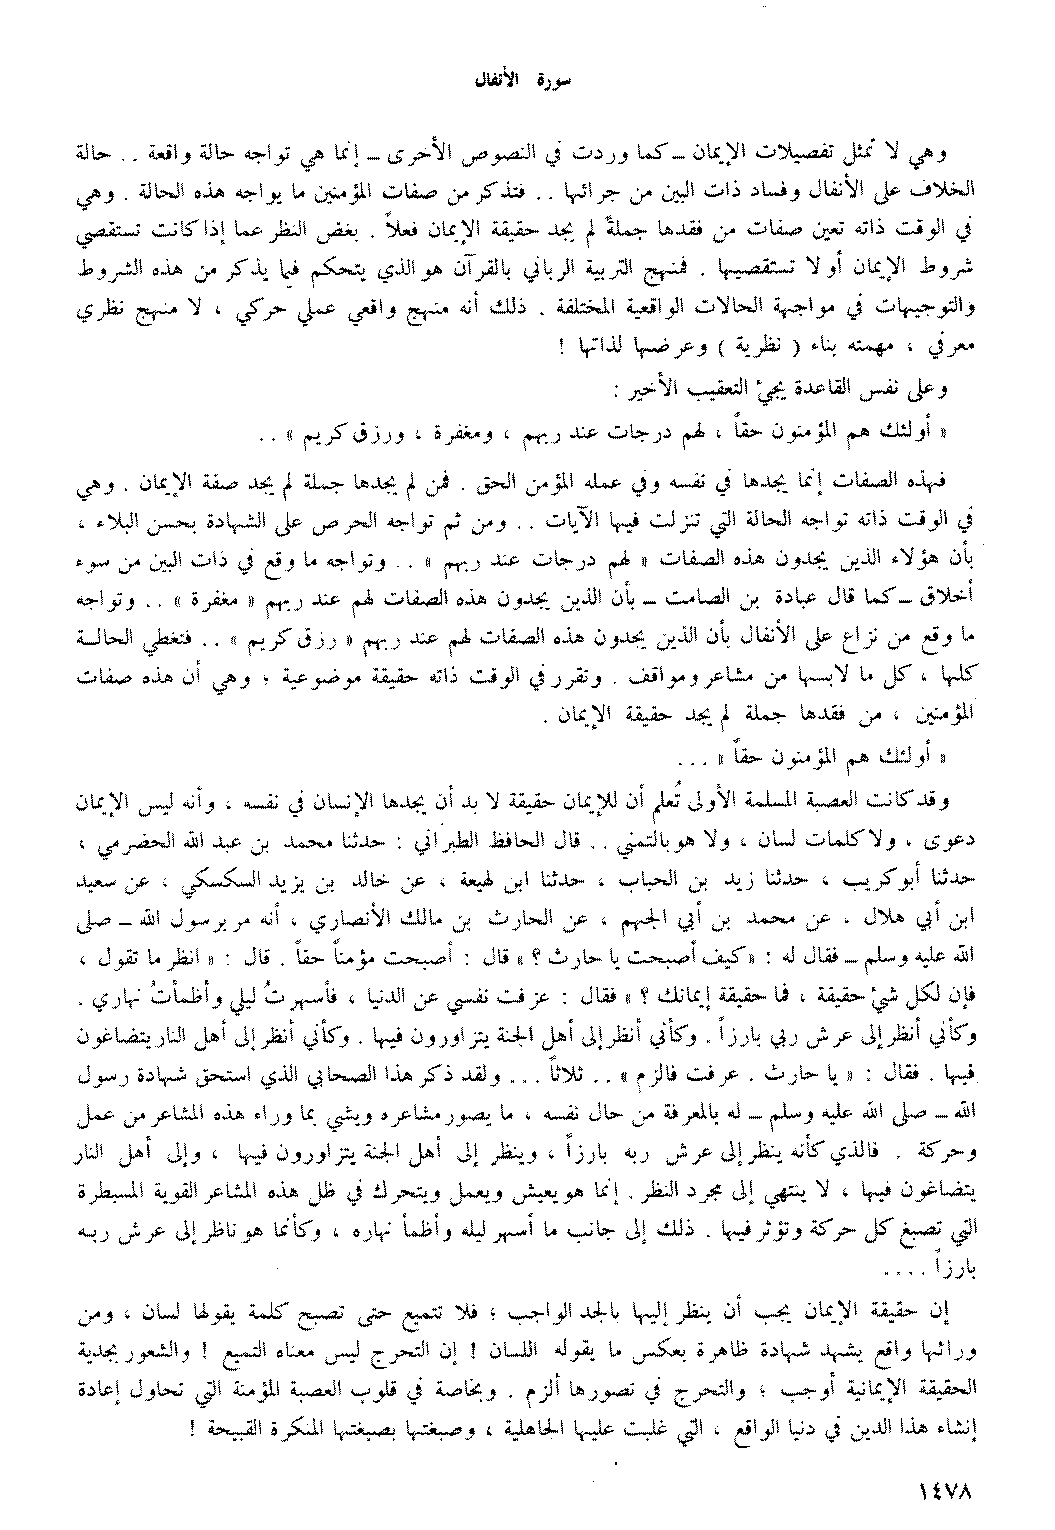 سورة الأنفال
وهي لا تمثل تفصيلات الإيمان – كما وردت في النصوص الأخرى – إنما هي تواجه حالة واقعة .. حالة
الخلاف على الأنفال وفساد ذات البين من جرائها .. فتذكر من صفات المؤمنين ما يواجه هذه الحالة . وهي
في الوقت ذاته تعين صفات من فقدها جملةً لم يجد حقيقة الإيمان فعلاً . بغض النظر عما إذا كانت تستقصي
شروط الإيمان أو لا تستقصيها . فمنهج التربية الرباني بالقرآن هو الذي يتحكم فيما يذكر من هذه الشروط
والتوجيهات في مواجهة الحالات الواقعية المختلفة . ذلك أنه منهج واقعي عملي حركي ، لا منهج نظري
معرفي ، مهمته بناء ( نظرية ) وعرضها لذاتها !
وعلى نفس القاعدة يجيء التعقيب الأخير :
« أولئك هم المؤمنون حقاً ، لهم درجات عند ربهم ، ومغفرة ، ورزق كريم » ..
فهذه الصفات إنما يجدها في نفسه وفي عمله المؤمن الحق . فمن لم يجدها جملة لم يجد صفة الإيمان . وهي
في الوقت ذاته تواجه الحالة التي تنزلت فيها الآيات .. ومن ثم تواجه الحرص على الشهادة بحسن البلاء ،
بأن هؤلاء الذين يجدون هذه الصفات « لهم درجات عند ربهم » .. وتواجه ما وقع في ذات البين من سوء
أخلاق – كما قال عبادة بن الصامت – بأن الذين يجدون هذه الصفات لهم عند ربهم « مغفرة » .. وتواجه
ما وقع من نزاع على الأنفال بأن الذين يجدون هذه الصفات لهم عند ربهم « رزق كريم » .. فتغطي الحالة
كلها ، كل ما لابسها من مشاعر ومواقف . وتقرر في الوقت ذاته حقيقة موضوعية ؛ وهي أن هذه صفات
المؤمنين ، من فقدها جملة لم يجد حقيقة الإيمان .
« أولئك هم المؤمنون حقاً » ...
وقد كانت العصبة المسلمة الأولى تُعلم أن للإيمان حقيقة لا بد أن يجدها الإنسان في نفسه ، وأنه ليس الإيمان
دعوى ، ولا كلمات لسان ، ولا هو بالتمني .. قال الحافظ الطبراني : حدثنا محمد بن عبد الله الحضرمي ،
حدثنا أبو كريب ، حدثنا زيد بن الحباب ، حدثنا ابن لهيعة ، عن خالد بن يزيد السكسكي ، عن سعيد
ابن أبي هلال ، عن محمد بن أبي الجهم ، عن الحارث بن مالك الأنصاري ، أنه مر برسول الله – صلى
الله عليه وسلم – فقال له : «كيف أصبحت يا حارث ؟ » قال : أصبحت مؤمناً حقاً . قال : « انظر ما تقول ،
فإن لكل شيء حقيقة ، فما حقيقة إيمانك ؟ » فقال : عزفت نفسي عن الدنيا ، فأسهرتُ ليلي وأظمأتُ نهاري .
وكأني أنظر إلى عرش ربي بارزاً . وكأني أنظر إلى أهل الجنة يتزاورون فيها . وكأني أنظر إلى أهل النار يتضاغون
فيها . فقال : « يا حارث . عرفت فالزم » .. ثلاثاً ... ولقد ذكر هذا الصحابي الذي استحق شهادة رسول
الله – صلى الله عليه وسلم – له بالمعرفة من حال نفسه ، ما يصور مشاعره ويشي بما وراء هذه المشاعر من عمل
وحركة . فالذي كأنه ينظر إلى عرش ربه بارزاً ، وينظر إلى أهل الجنة يتزاورون فيها ، وإلى أهل النار
يتضاغون فيها ، لا ينتهي إلى مجرد النظر . إنما هو يعيش ويعمل ويتحرك في ظل هذه المشاعر القوية المسيطرة
التي تصبغ كل حركة وتؤثر فيها . ذلك إلى جانب ما أسهر ليله وأظمأ نهاره ، وكأنما هو ناظر إلى عرش ربه
بارزاً ....
إن حقيقة الإيمان يجب أن ينظر إليها بالجد الواجب ؛ فلا تتميع حتى تصبح كلمة يقولها لسان ، ومن
ورائها واقع يشهد شهادة ظاهرة بعكس ما يقوله اللسان ! إن التحرج ليس معناه التميع ! والشعور بجدية
الحقيقة الإيمانية أوجب ؛ والتحرج في تصورها ألزم . وبخاصة في قلوب العصبة المؤمنة التي تحاول إعادة
إنشاء هذا الدين في دنيا الواقع ، التي غلبت عليها الجاهلية ، وصبغتها بصبغتها المنكرة القبيحة !
١٤٧٨